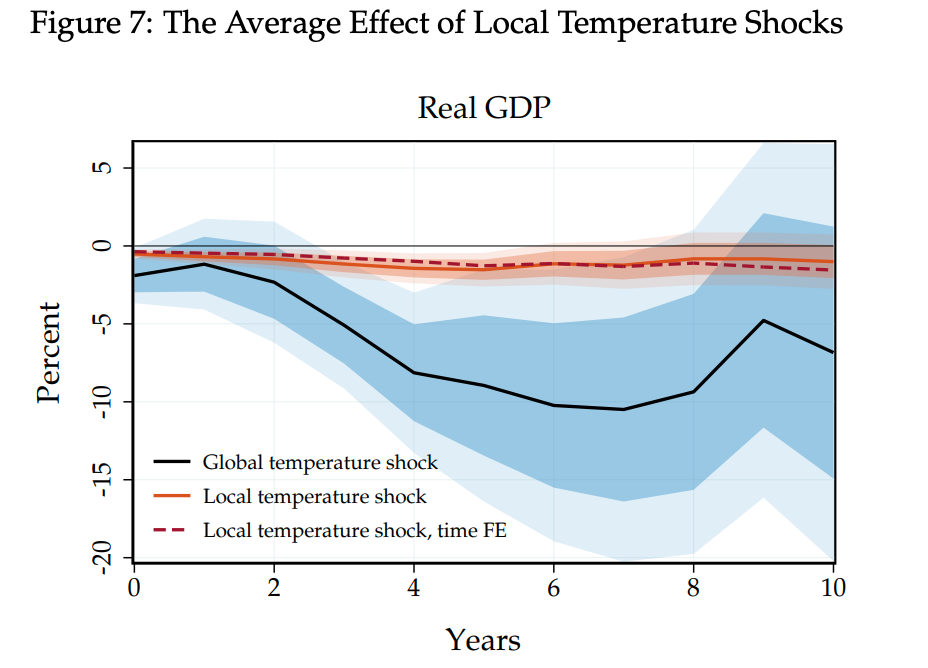 Figure 7: The Average Effect of Local Temperature Shocks
Real GDP
Percent
5
0
-5
-10
-15
-20
Global temperature shock
Local temperature shock
Local temperature shock, time FE
0 2 4 6 8 10
Years